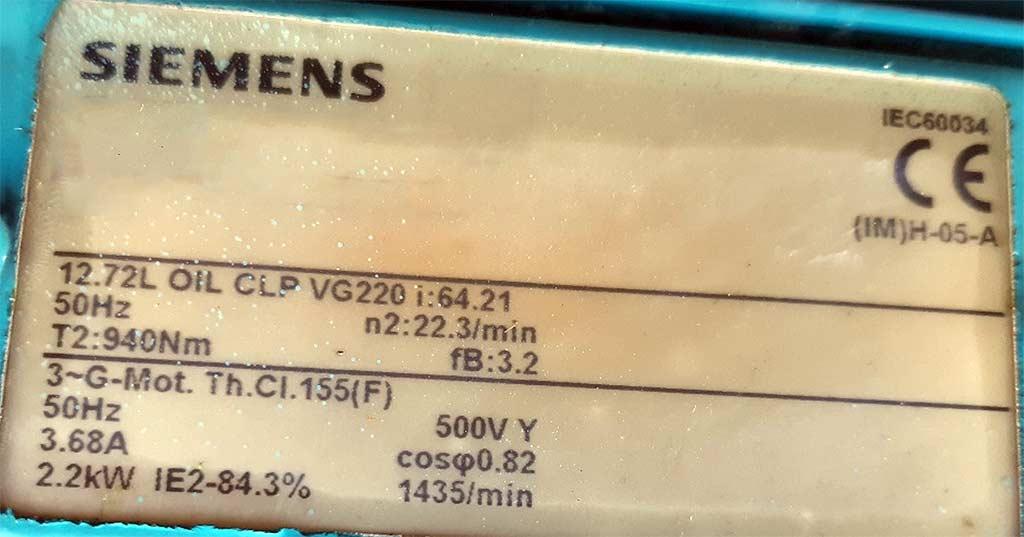 SIEMENS
IEC60034
CE
(IM)H-05-A
12.72L OIL CLP VG220 i:64.21
50Hz n2:22.3/min
T2:940Nm fB:3.2
3~G-Mot. Th.Cl.155(F)
50Hz 500V Y
3.68A cosφ0.82
2.2kW IE2-84.3% 1435/min